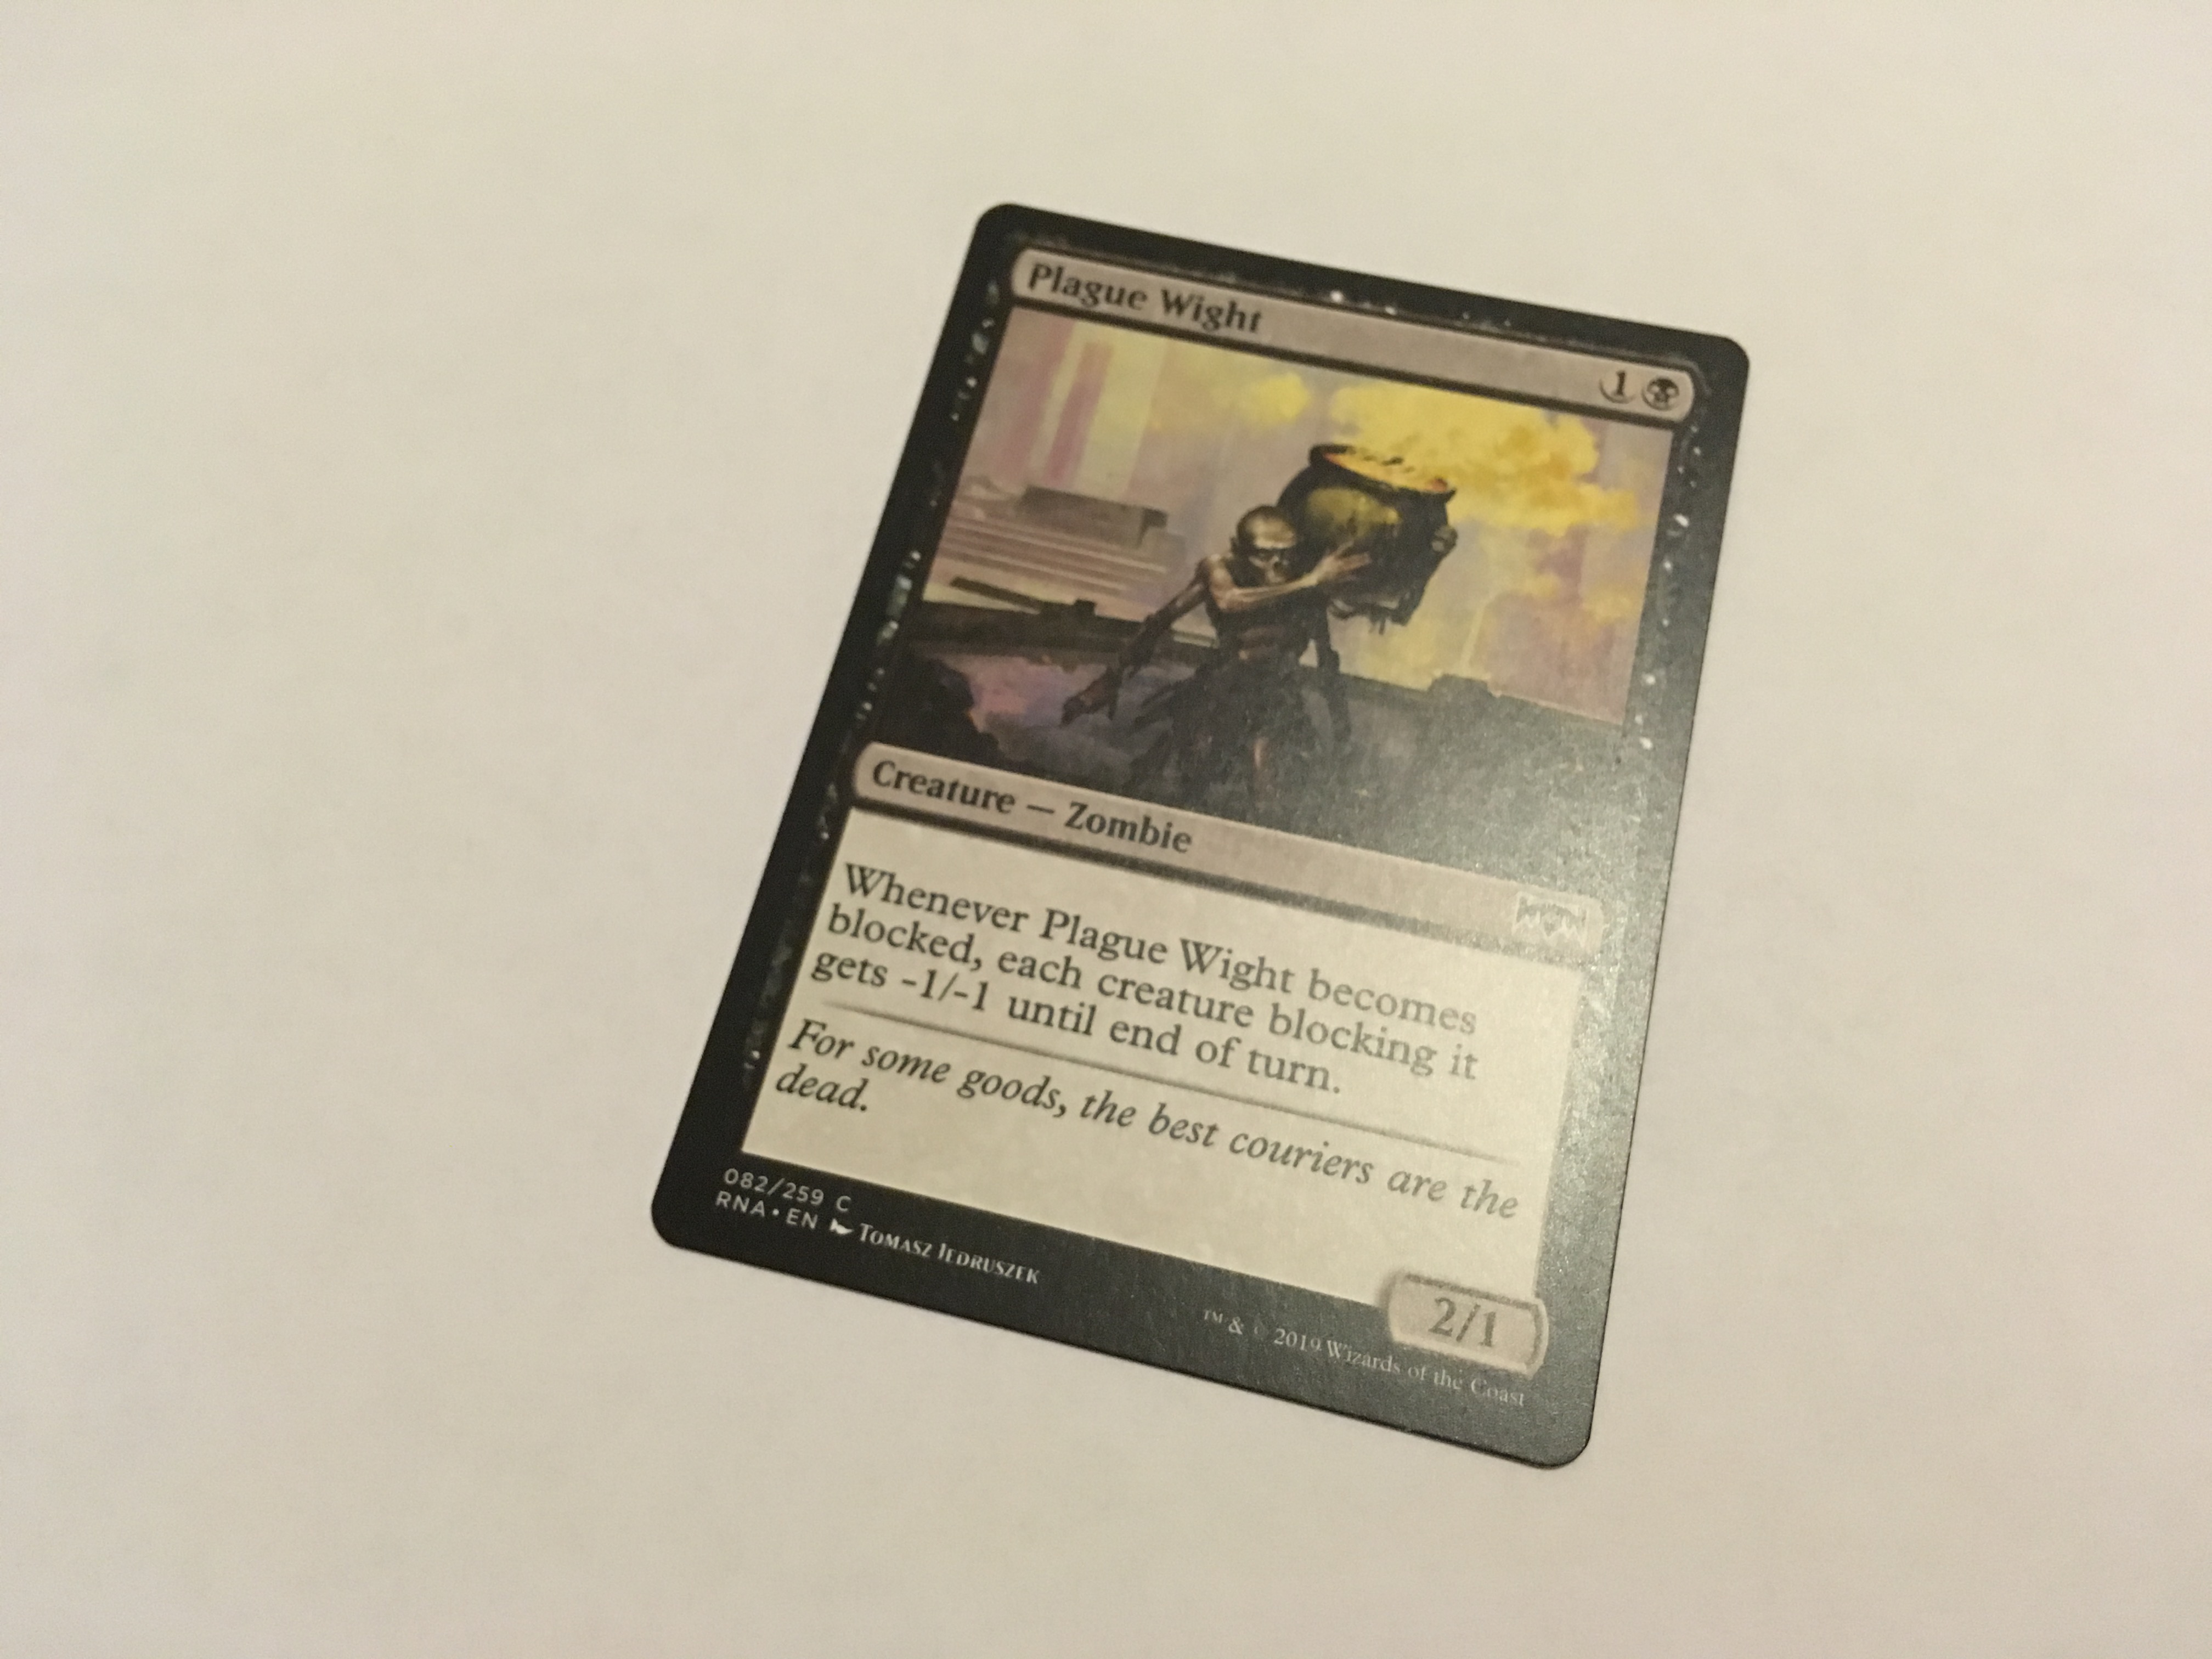 Plague Wight
1
Creature — Zombie
Whenever Plague Wight becomes
blocked, each creature blocking it
gets -1/-1 until end of turn.
For some goods, the best couriers are the
dead.
2/1
082/259 C
RNA • EN Tomasz Jedruszek
™ & © 2019 Wizards of the Coast